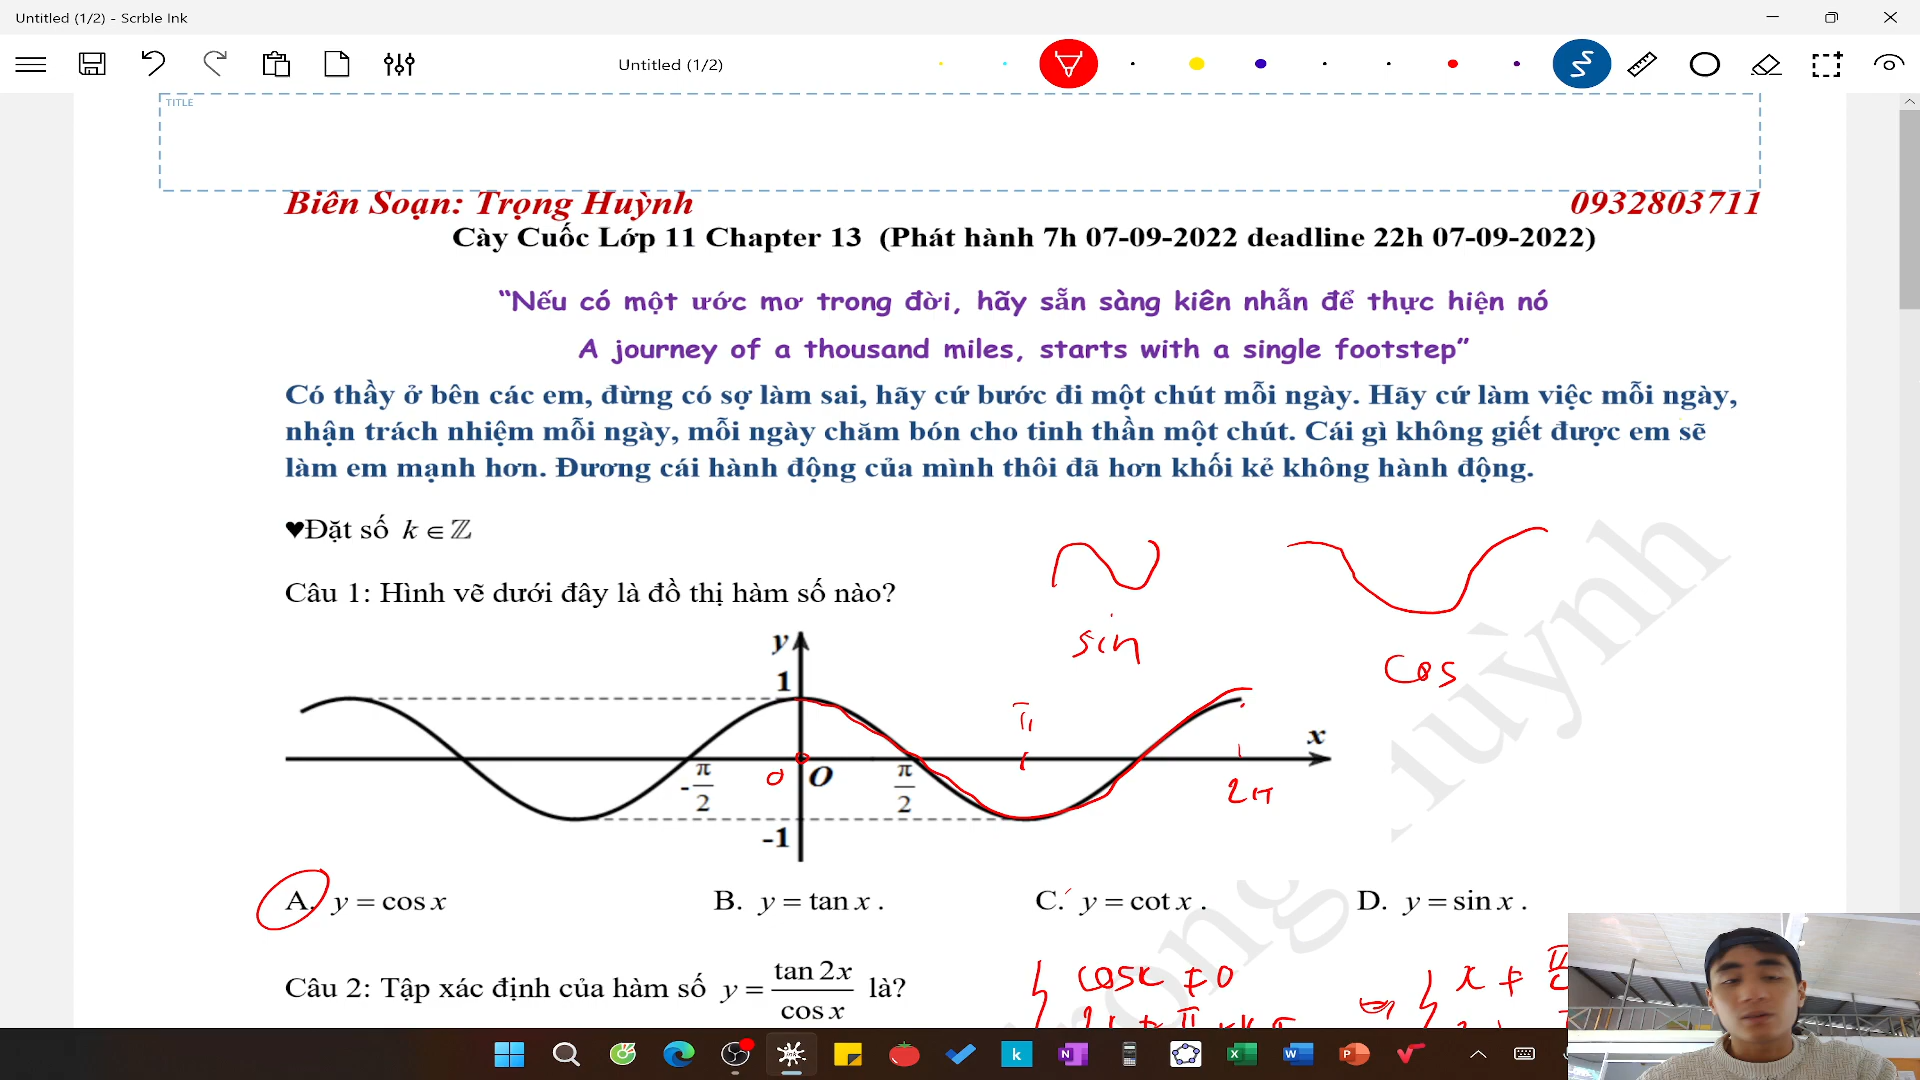 Untitled (1/2) - Scrble Ink
Untitled (1/2)
TITLE
Biên Soạn: Trọng Huỳnh 0932803711
Cày Cuốc Lớp 11 Chapter 13 (Phát hành 7h 07-09-2022 deadline 22h 07-09-2022)
“Nếu có một ước mơ trong đời, hãy sẵn sàng kiên nhẫn để thực hiện nó
A journey of a thousand miles, starts with a single footstep”
Có thầy ở bên các em, đừng có sợ làm sai, hãy cứ bước đi một chút mỗi ngày. Hãy cứ làm việc mỗi ngày,
nhận trách nhiệm mỗi ngày, mỗi ngày chăm bón cho tinh thần một chút. Cái gì không giết được em sẽ
làm em mạnh hơn. Đương cái hành động của mình thôi đã hơn khối kẻ không hành động.
♥Đặt số k ∈ ℤ
Câu 1: Hình vẽ dưới đây là đồ thị hàm số nào?
sin
cos
y
1
π
x
-π/2
0
O
π/2
2π
-1
A. y = cos x B. y = tan x . C. y = cot x . D. y = sin x .
Câu 2: Tập xác định của hàm số y = tan 2x / cos x là?
cosx ≠ 0